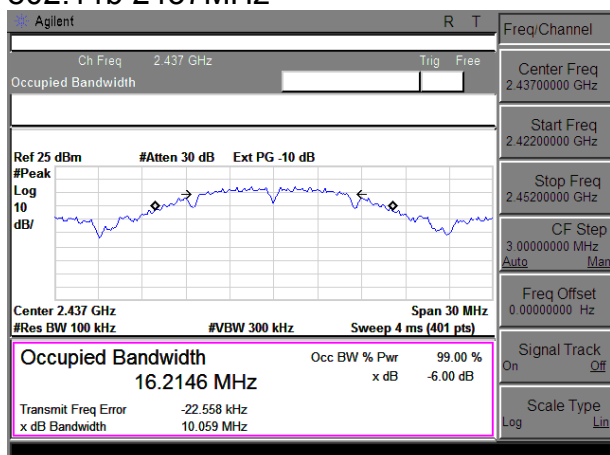 802.11b 2437MHz
Agilent R T
Freq/Channel
Ch Freq 2.437 GHz Trig Free
Occupied Bandwidth
Center Freq
2.43700000 GHz
Start Freq
2.42200000 GHz
Stop Freq
2.45200000 GHz
CF Step
3.00000000 MHz
Auto Man
Freq Offset
0.00000000 Hz
Signal Track
On Off
Scale Type
Log Lin
Ref 25 dBm #Atten 30 dB Ext PG -10 dB
#Peak
Log
10
dB/
Center 2.437 GHz Span 30 MHz
#Res BW 100 kHz #VBW 300 kHz Sweep 4 ms (401 pts)
Occupied Bandwidth Occ BW % Pwr 99.00 %
16.2146 MHz x dB -6.00 dB
Transmit Freq Error -22.558 kHz
x dB Bandwidth 10.059 MHz